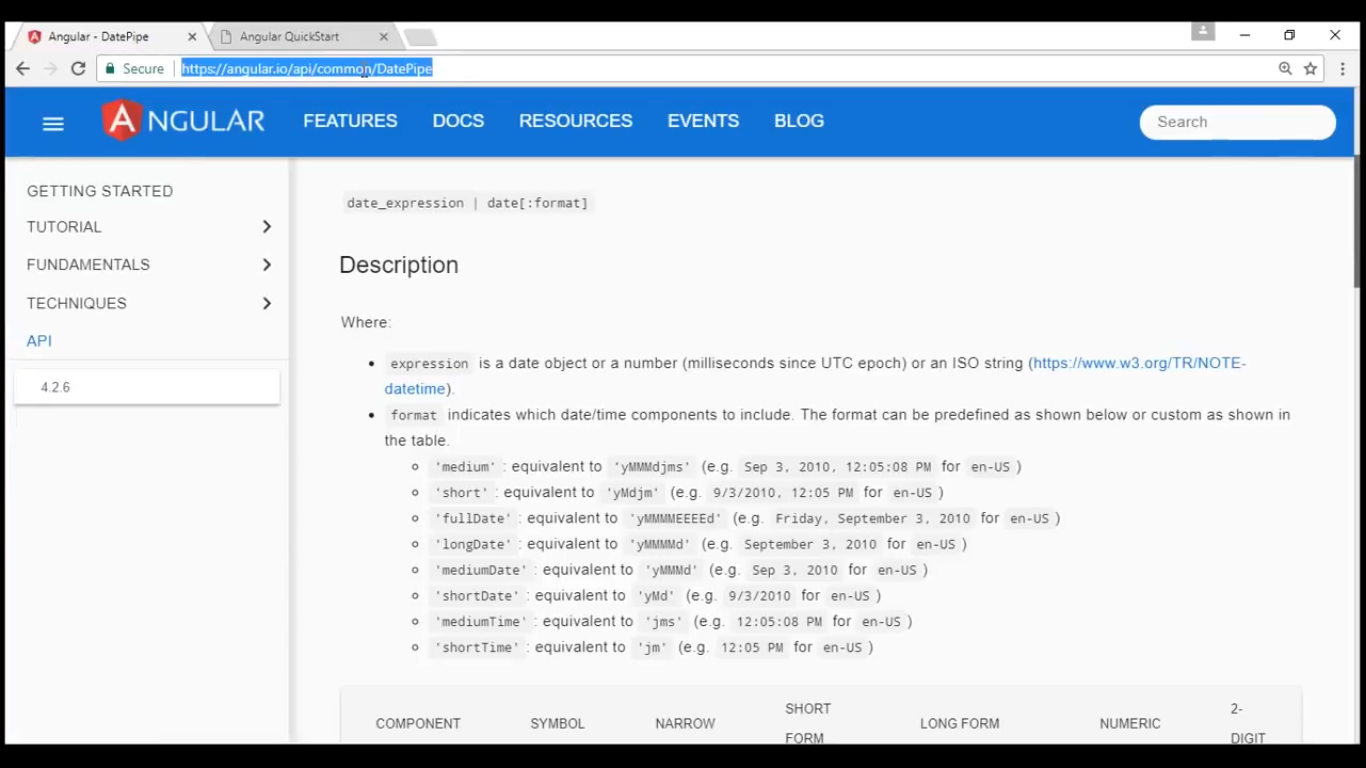 Angular - DatePipe
Angular QuickStart
Secure
https://angular.io/api/common/DatePipe
ANGULAR
FEATURES
DOCS
RESOURCES
EVENTS
BLOG
Search
GETTING STARTED
TUTORIAL
FUNDAMENTALS
TECHNIQUES
API
4.2.6
date_expression | date[:format]
Description
Where:
expression is a date object or a number (milliseconds since UTC epoch) or an ISO string (https://www.w3.org/TR/NOTE-
datetime).
format indicates which date/time components to include. The format can be predefined as shown below or custom as shown in
the table.
'medium' : equivalent to 'yMMMdjms' (e.g. Sep 3, 2010, 12:05:08 PM for en-US )
'short' : equivalent to 'yMdjm' (e.g. 9/3/2010, 12:05 PM for en-US )
'fullDate' : equivalent to 'yMMMMEEEEd' (e.g. Friday, September 3, 2010 for en-US )
'longDate' : equivalent to 'yMMMMd' (e.g. September 3, 2010 for en-US )
'mediumDate' : equivalent to 'yMMMd' (e.g. Sep 3, 2010 for en-US )
'shortDate' : equivalent to 'yMd' (e.g. 9/3/2010 for en-US )
'mediumTime' : equivalent to 'jms' (e.g. 12:05:08 PM for en-US )
'shortTime' : equivalent to 'jm' (e.g. 12:05 PM for en-US )
COMPONENT
SYMBOL
NARROW
SHORT
FORM
LONG FORM
NUMERIC
2-
DIGIT